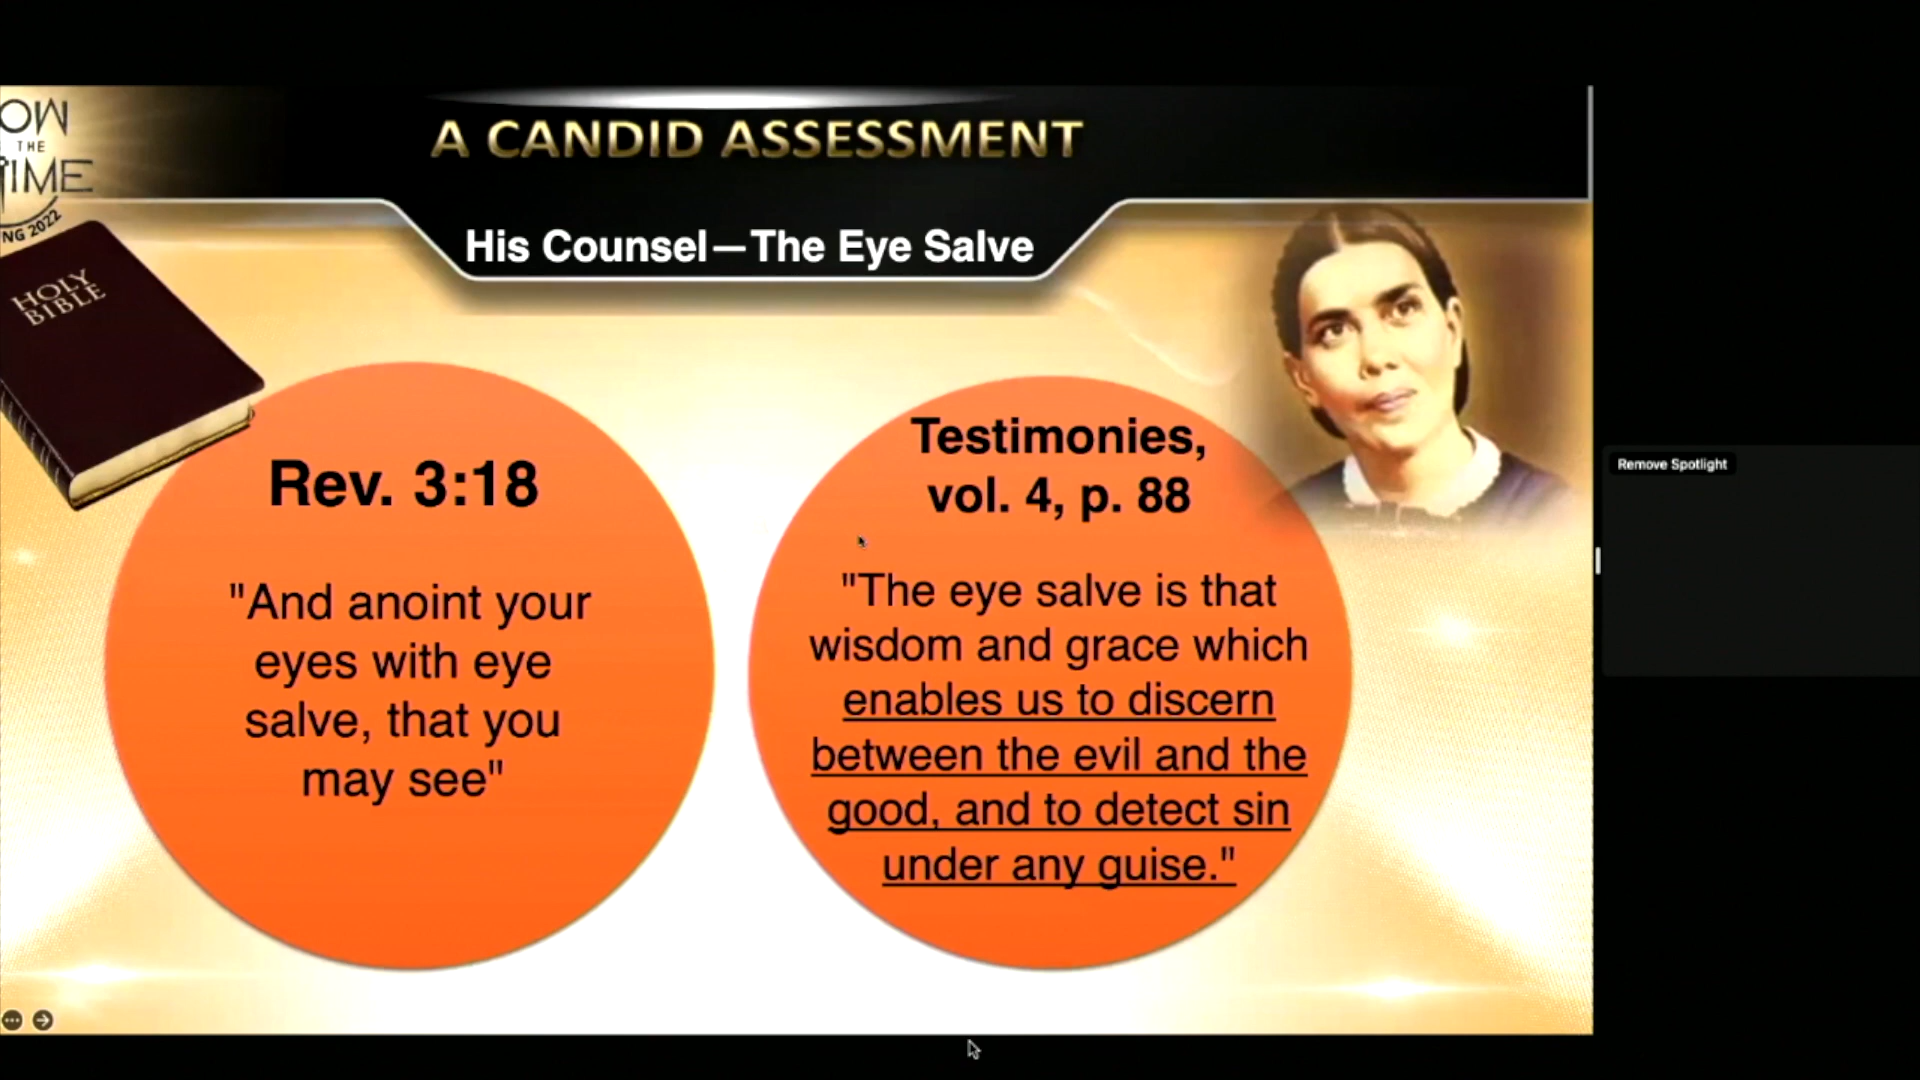 OW
THE
TIME
NG 2022
A CANDID ASSESSMENT
His Counsel—The Eye Salve
HOLY
BIBLE
Rev. 3:18
"And anoint your
eyes with eye
salve, that you
may see"
Testimonies,
vol. 4, p. 88
"The eye salve is that
wisdom and grace which
enables us to discern
between the evil and the
good, and to detect sin
under any guise."
Remove Spotlight